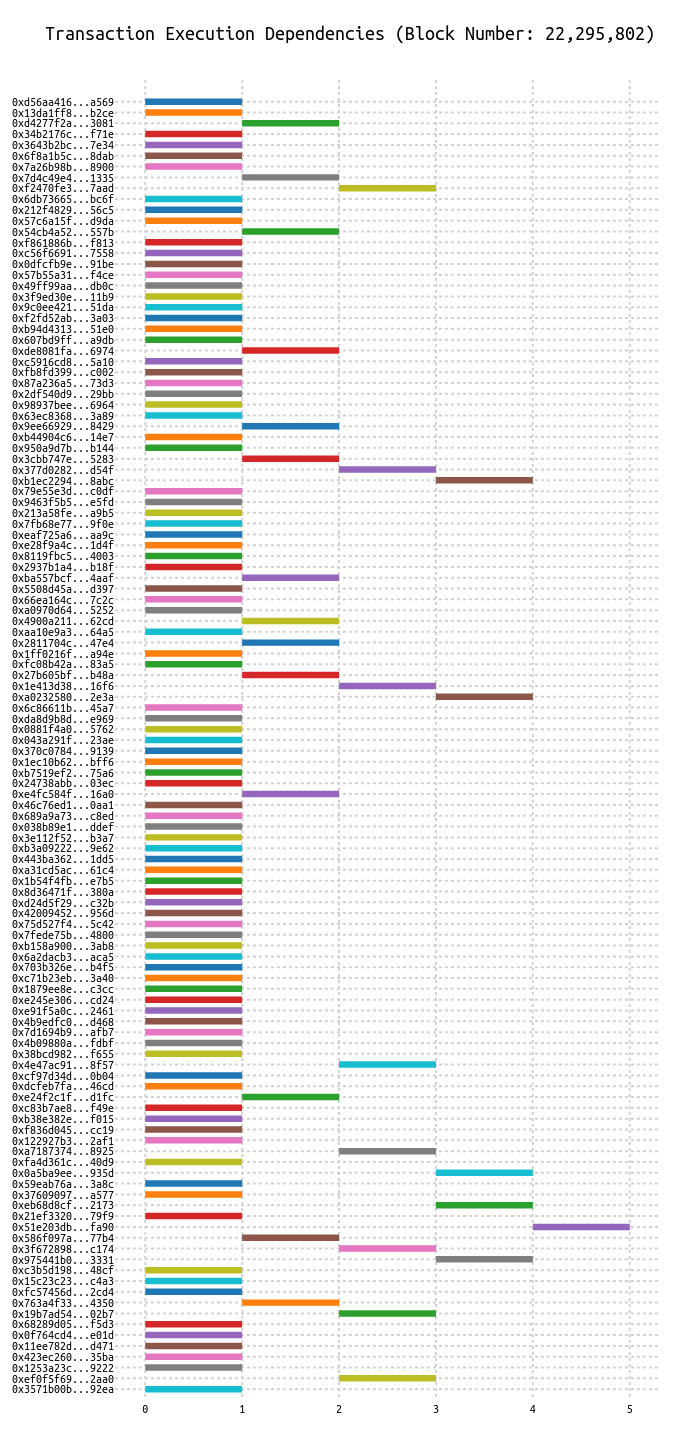 Transaction Execution Dependencies (Block Number: 22,295,802)
0xd56aa416...a569
0x13da1ff8...b2ce
0xd4277f2a...3081
0x34b2176c...f71e
0x3643b2bc...7e34
0x6f8a1b5c...8dab
0x7a26b98b...8900
0x7d4c49e4...1335
0xf2470fe3...7aad
0x6db73665...bc6f
0x212f4829...56c5
0x57c6a15f...d9da
0x54cb4a52...557b
0xf861886b...f813
0xc56f6691...7558
0x0dfcfb9e...91be
0x57b55a31...f4ce
0x49ff99aa...db0c
0x3f9ed30e...11b9
0x9c0ee421...51da
0xf2fd52ab...3a03
0xb94d4313...51e0
0x607bd9ff...a9db
0xde8081fa...6974
0xc5916cd8...5a10
0xfb8fd399...c002
0x87a236a5...73d3
0x2df540d9...29bb
0x98937bee...6964
0x63ec8368...3a89
0x9ee66929...8429
0xb44904c6...14e7
0x950a9d7b...b144
0x3cbb747e...5283
0x377d0282...d54f
0xb1ec2294...8abc
0x79e55e3d...c0df
0x9463f5b5...e5fd
0x213a58fe...a9b5
0x7fb68e77...9f0e
0xeaf725a6...aa9c
0xe28f9a4c...1d4f
0x8119fbc5...4003
0x2937b1a4...b18f
0xba557bcf...4aaf
0x5508d45a...d397
0x66ea164c...7c2c
0xa0970d64...5252
0x4900a211...62cd
0xaa10e9a3...64a5
0x2811704c...47e4
0x1ff0216f...a94e
0xfc08b42a...83a5
0x27b605bf...b48a
0x1e413d38...16f6
0xa0232580...2e3a
0x6c86611b...45a7
0xda8d9b8d...e969
0x0881f4a0...5762
0x043a291f...23ae
0x370c0784...9139
0x1ec10b62...bff6
0xb7519ef2...75a6
0x24738abb...03ec
0xe4fc584f...16a0
0x46c76ed1...0aa1
0x689a9a73...c8ed
0x038b89e1...ddef
0x3e112f52...b3a7
0xb3a09222...9e62
0x443ba362...1dd5
0xa31cd5ac...61c4
0x1b54f4fb...e7b5
0x8d36471f...380a
0xd24d5f29...c32b
0x42009452...956d
0x75d527f4...5c42
0x7fede75b...4800
0xb158a900...3ab8
0x6a2dacb3...aca5
0x703b326e...b4f5
0xc71b23eb...3a40
0x1879ee8e...c3cc
0xe245e306...cd24
0xe91f5a0c...2461
0x4b9edfc0...d468
0x7d1694b9...afb7
0x4b09880a...fdbf
0x38bcd982...f655
0x4e47ac91...8f57
0xcf97d34d...0b04
0xdcfeb7fa...46cd
0xe24f2c1f...d1fc
0xc83b7ae8...f49e
0xb38e382e...f015
0xf836d045...cc19
0x122927b3...2af1
0xa7187374...8925
0xfa4d361c...40d9
0x0a5ba9ee...935d
0x59eab76a...3a8c
0x37609097...a577
0xeb68d8cf...2173
0x21ef3320...79f9
0x51e203db...fa90
0x586f097a...77b4
0x3f672898...c174
0x975441b0...3331
0xc3b5d198...48cf
0x15c23c23...c4a3
0xfc57456d...2cd4
0x763a4f33...4350
0x19b7ad54...02b7
0x68289d05...f5d3
0x0f764cd4...e01d
0x11ee782d...d471
0x423ec260...35ba
0x1253a23c...9222
0xef0f5f69...2aa0
0x3571b00b...92ea
0 1 2 3 4 5